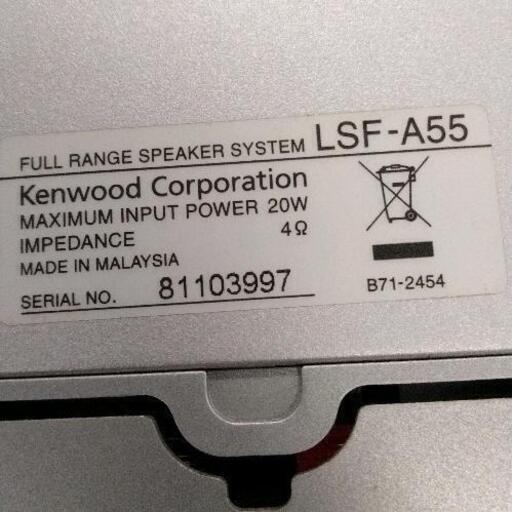 FULL RANGE SPEAKER SYSTEM LSF-A55
Kenwood Corporation
MAXIMUM INPUT POWER 20W
IMPEDANCE 4Ω
MADE IN MALAYSIA
SERIAL NO. 81103997
B71-2454